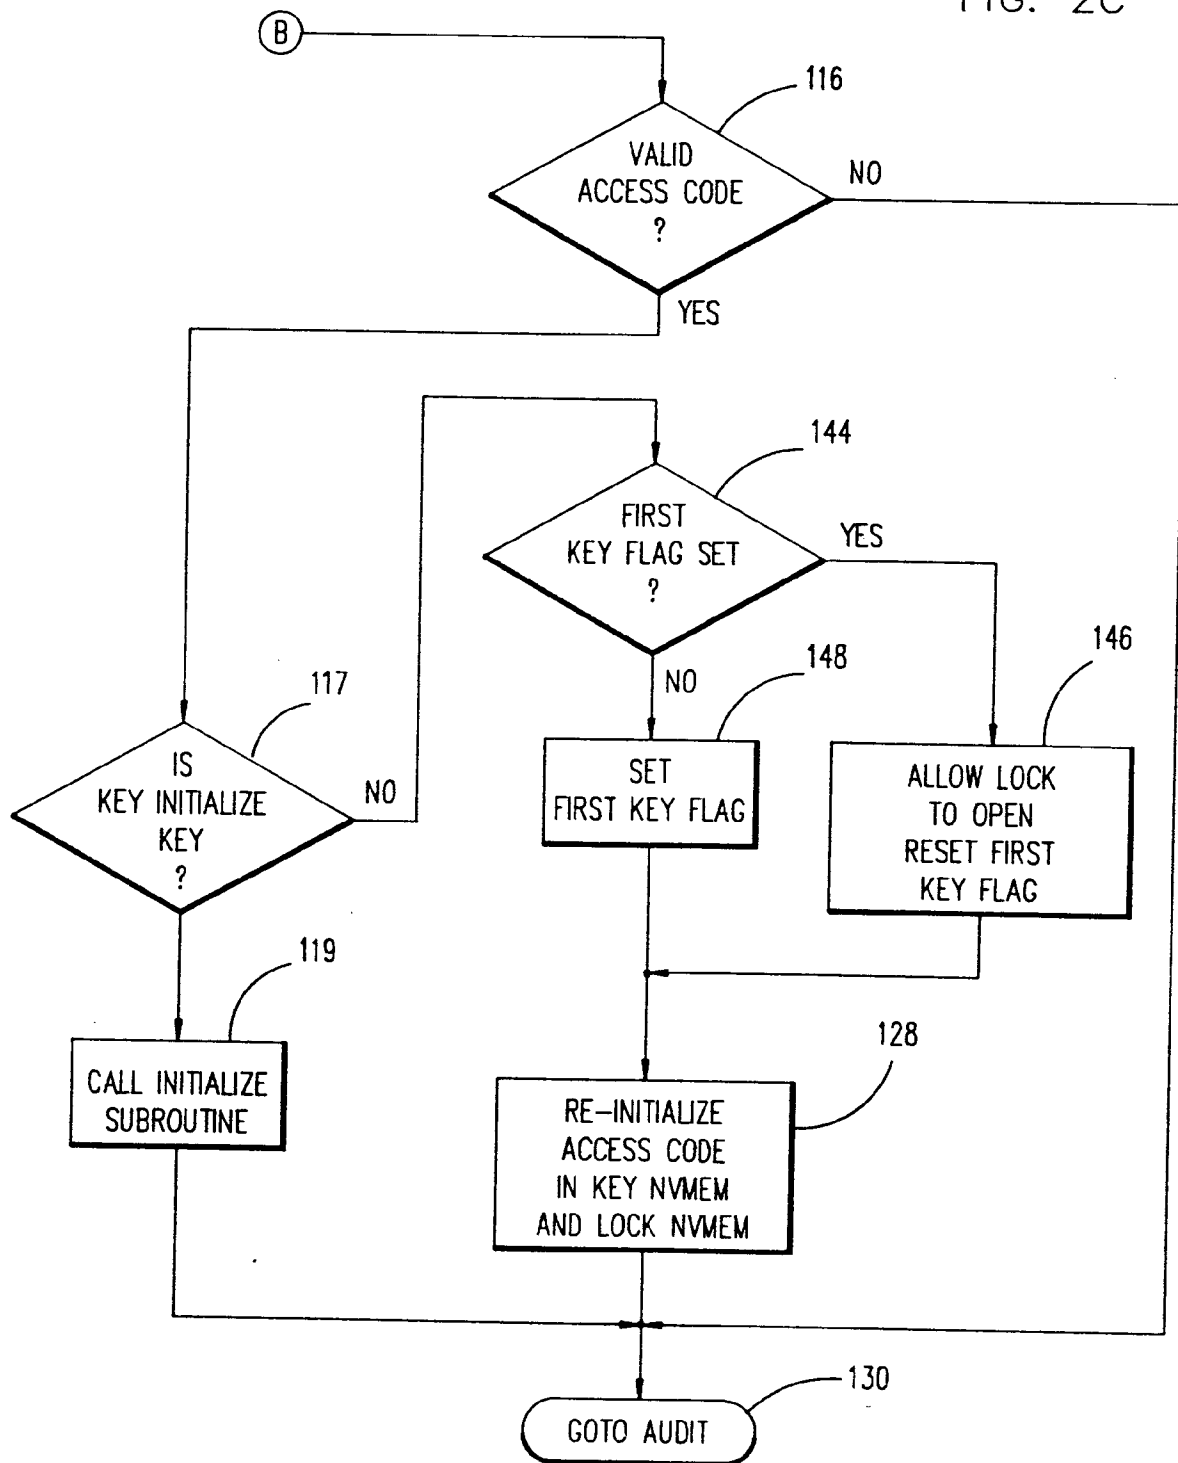 FIG. 2C
B
116
VALID
ACCESS CODE
?
NO
YES
144
FIRST
KEY FLAG SET
?
YES
NO
148
146
117
IS
KEY INITIALIZE
KEY
?
NO
SET
FIRST KEY FLAG
ALLOW LOCK
TO OPEN
RESET FIRST
KEY FLAG
119
CALL INITIALIZE
SUBROUTINE
128
RE-INITIALIZE
ACCESS CODE
IN KEY NVMEM
AND LOCK NVMEM
130
GOTO AUDIT